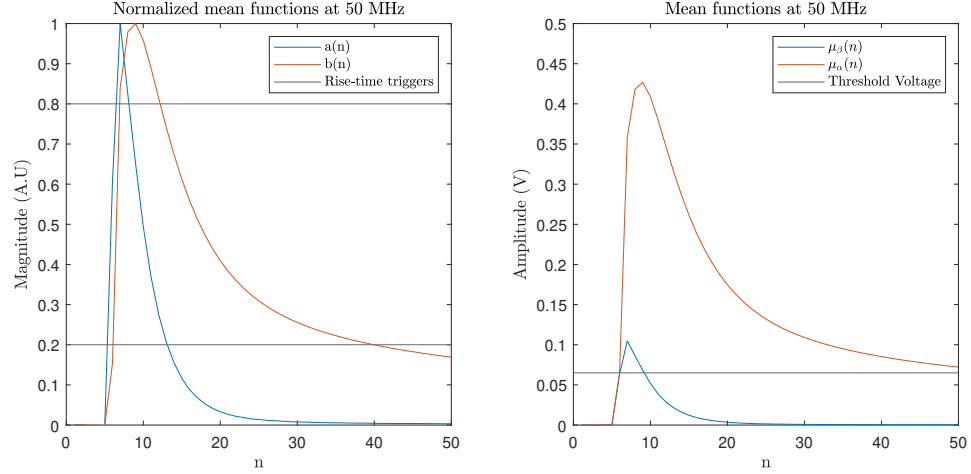 Normalized mean functions at 50 MHz
a(n)
b(n)
Rise-time triggers
1
0.9
0.8
0.7
0.6
0.5
0.4
0.3
0.2
0.1
0
Magnitude (A.U)
0 10 20 30 40 50
n
Mean functions at 50 MHz
μβ(n)
μα(n)
Threshold Voltage
0.5
0.45
0.4
0.35
0.3
0.25
0.2
0.15
0.1
0.05
0
Amplitude (V)
0 10 20 30 40 50
n